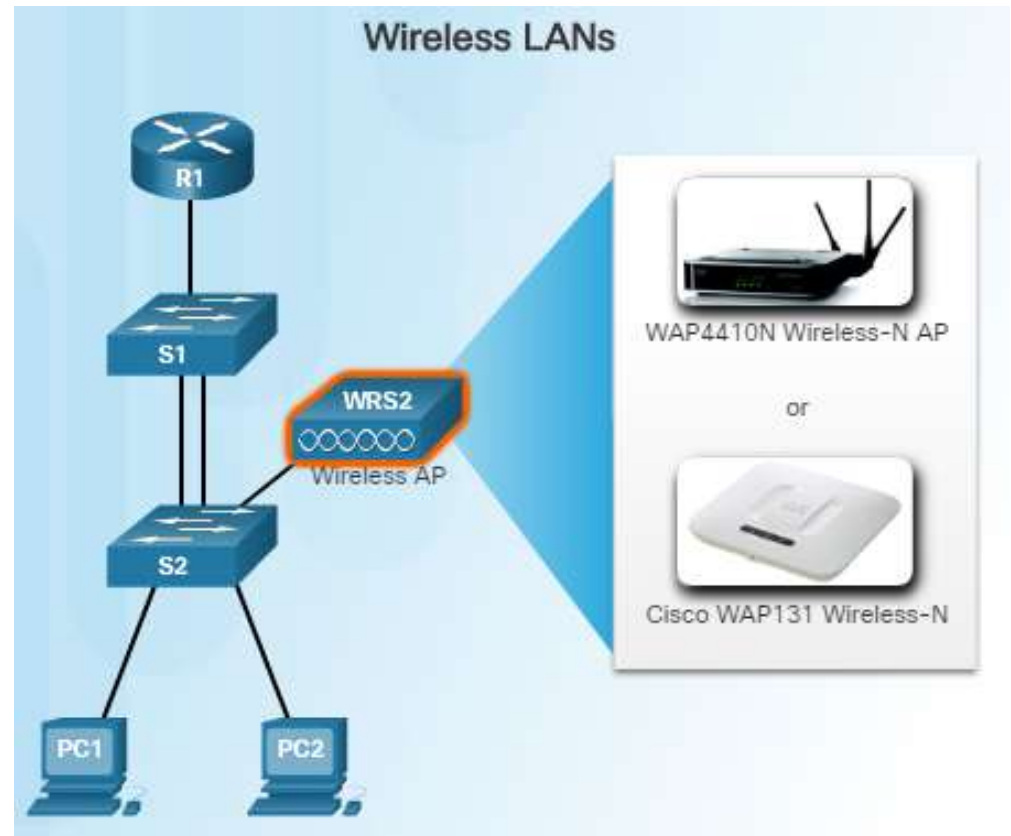 Wireless LANs
R1
S1
WRS2
Wireless AP
S2
PC1
PC2
WAP4410N Wireless-N AP
or
Cisco WAP131 Wireless-N